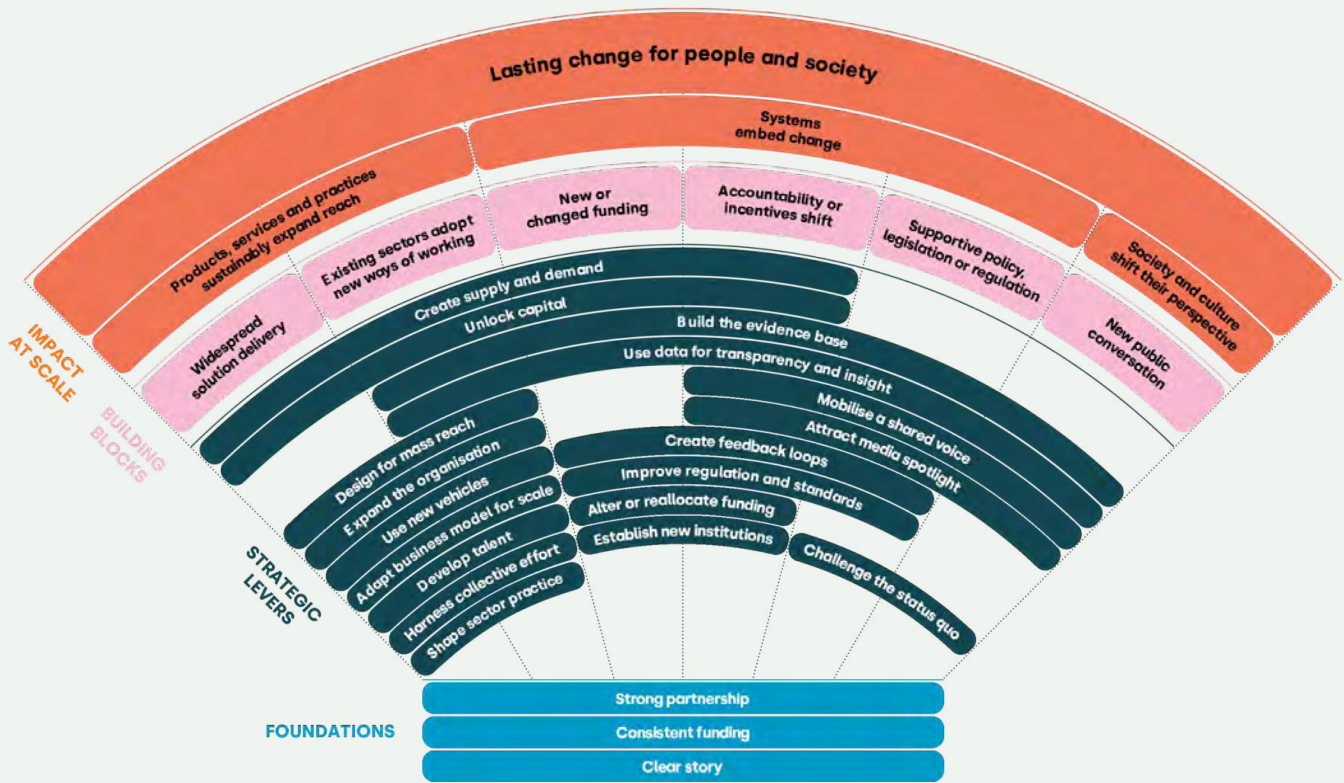 Lasting change for people and society
Systems
embed change
Products, services and practices
sustainably expand reach
Society and culture
shift their perspective
IMPACT
AT SCALE
Widespread
solution delivery
Existing sectors adopt
new ways of working
New or
changed funding
Accountability or
incentives shift
Supportive policy,
legislation or regulation
New public
conversation
BUILDING
BLOCKS
Create supply and demand
Unlock capital
Build the evidence base
Use data for transparency and insight
Mobilise a shared voice
Attract media spotlight
Design for mass reach
Expand the organisation
Use new vehicles
Adapt business model for scale
Develop talent
Harness collective effort
Shape sector practice
Create feedback loops
Improve regulation and standards
Alter or reallocate funding
Establish new institutions
Challenge the status quo
STRATEGIC
LEVERS
FOUNDATIONS
Strong partnership
Consistent funding
Clear story